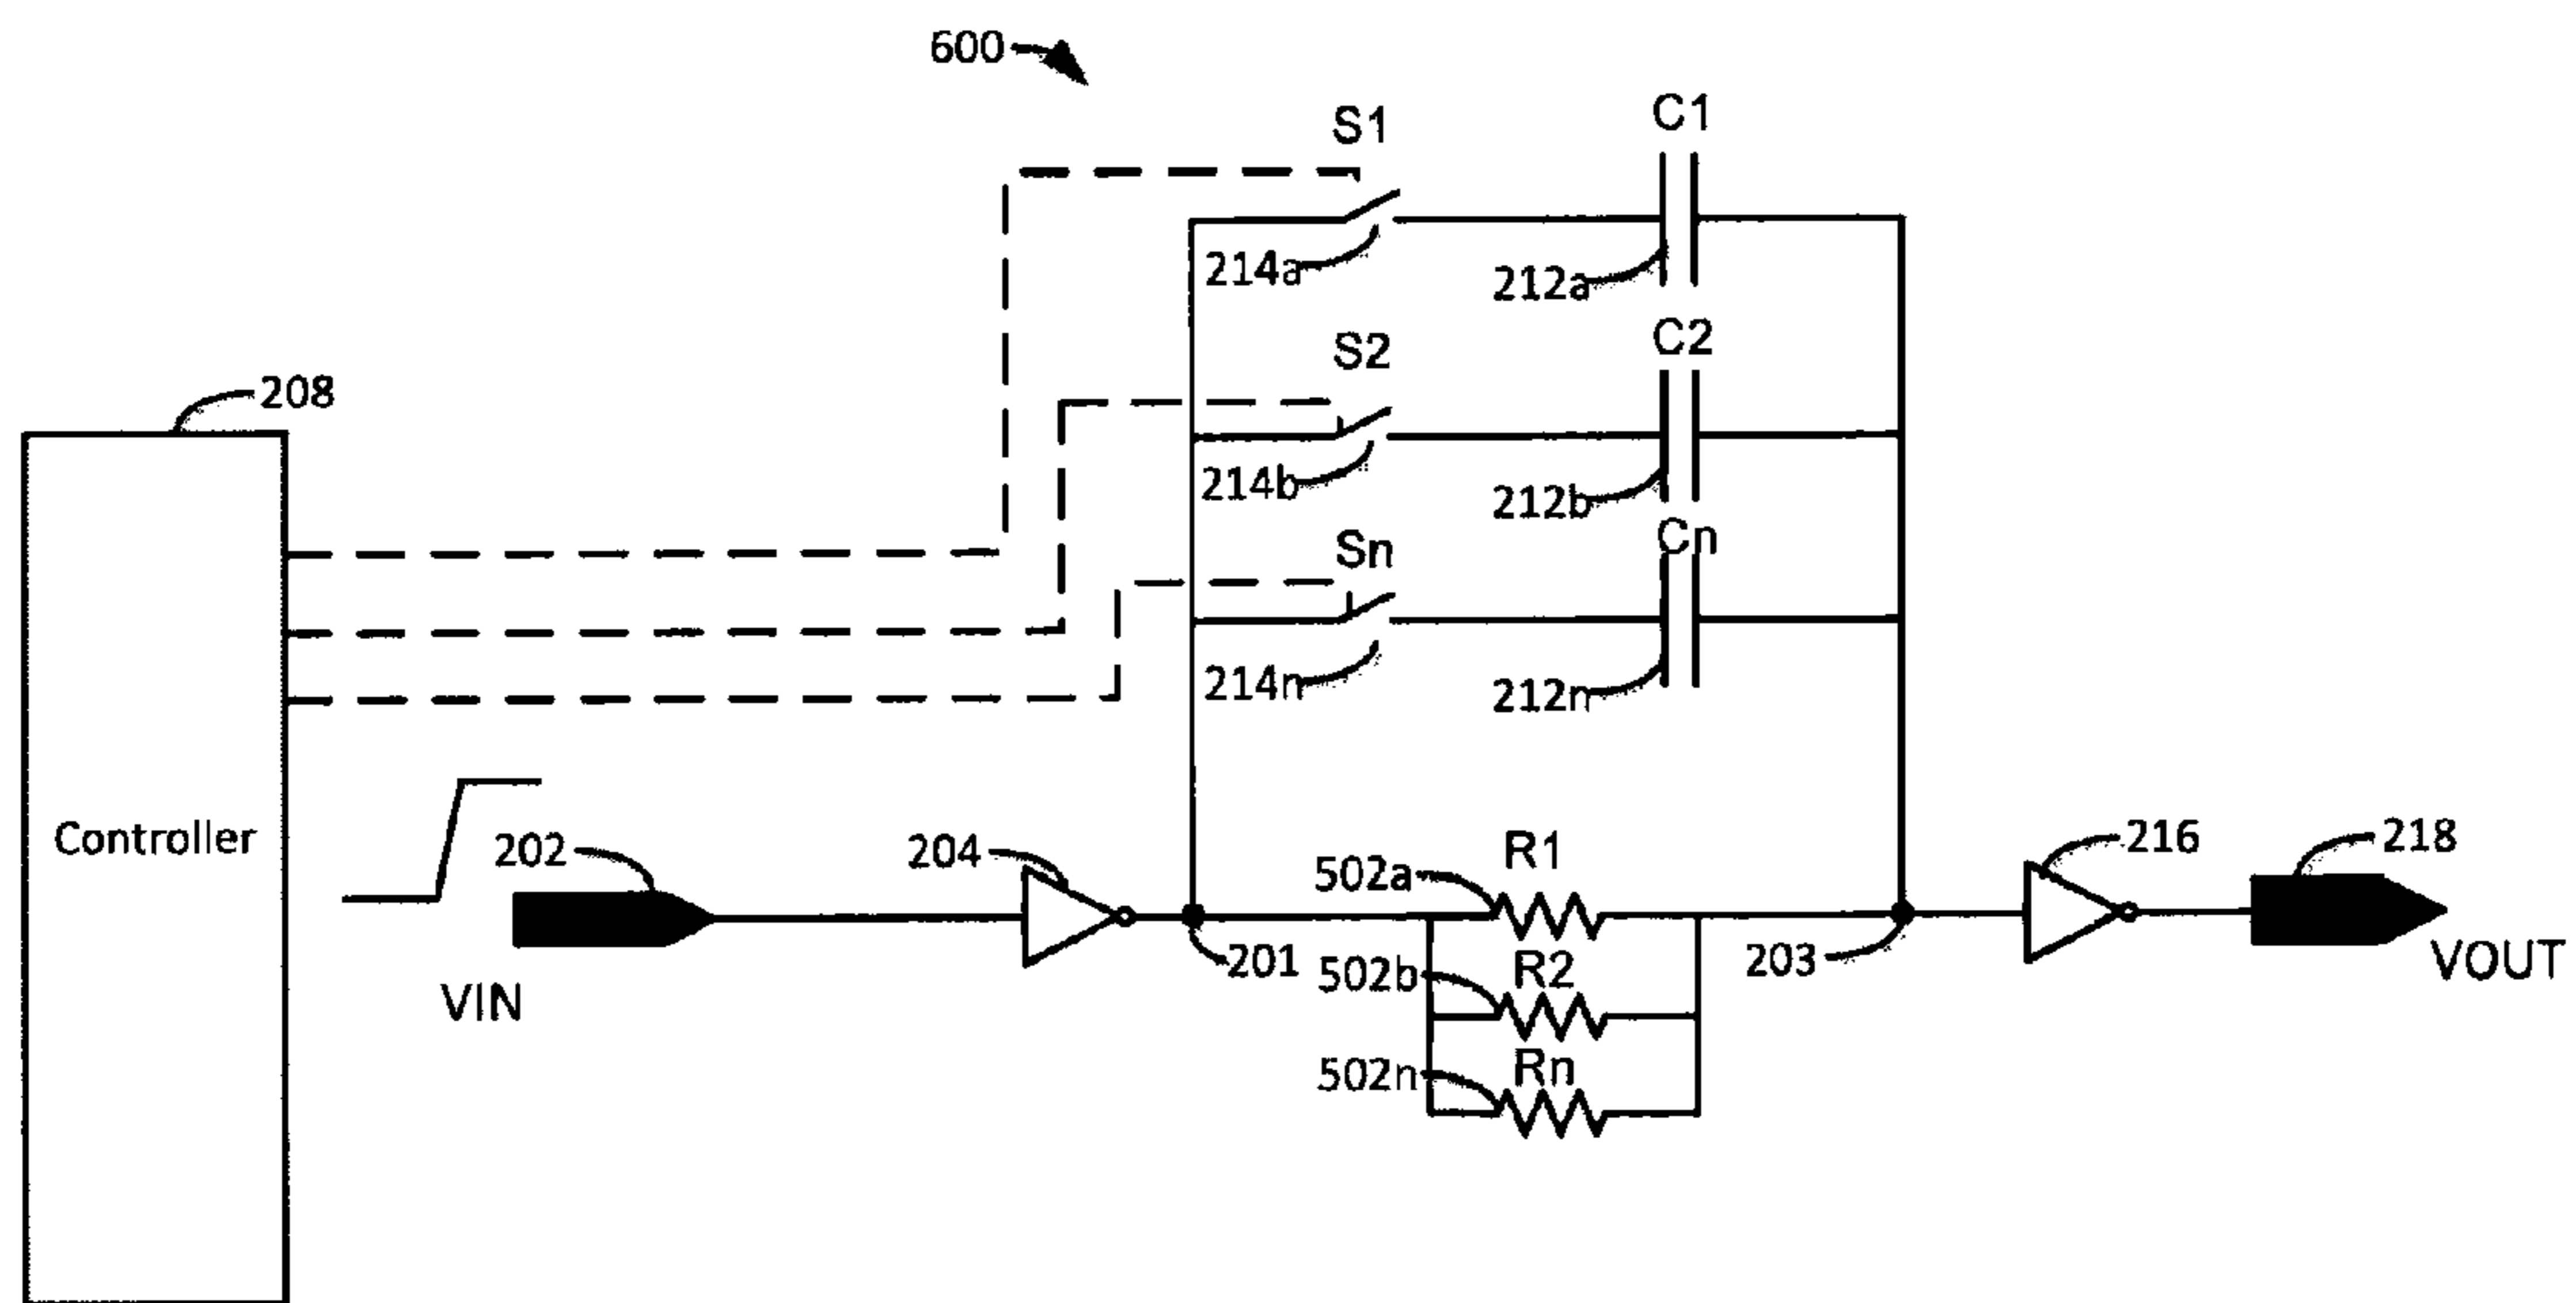 600
S1
C1
214a
212a
S2
C2
208
214b
212b
Sn
Cn
214n
212n
Controller
202
204
R1
216
218
502a
201
502b
R2
203
VIN
VOUT
502n
Rn